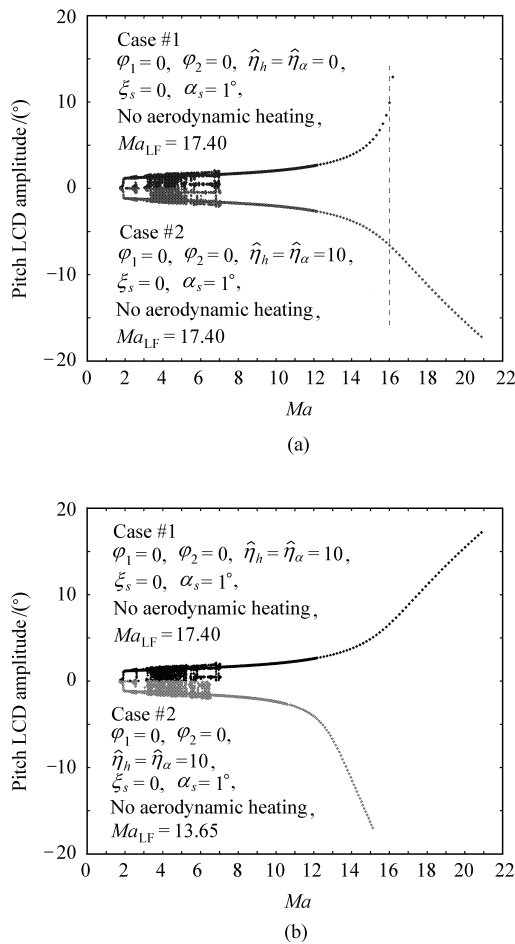 20
10
0
−10
−20
Pitch LCD amplitude/(°)
Case #1
φ₁=0, φ₂=0, η̂ₕ=η̂α=0,
ξₛ=0, αₛ=1°,
No aerodynamic heating,
Ma_LF=17.40
Case #2
φ₁=0, φ₂=0, η̂ₕ=η̂α=10,
ξₛ=0, αₛ=1°,
No aerodynamic heating,
Ma_LF=17.40
0 2 4 6 8 10 12 14 16 18 20 22
Ma
(a)
20
10
0
−10
−20
Pitch LCD amplitude/(°)
Case #1
φ₁=0, φ₂=0, η̂ₕ=η̂α=10,
ξₛ=0, αₛ=1°,
No aerodynamic heating,
Ma_LF=17.40
Case #2
φ₁=0, φ₂=0,
η̂ₕ=η̂α=10,
ξₛ=0, αₛ=1°,
No aerodynamic heating,
Ma_LF=13.65
0 2 4 6 8 10 12 14 16 18 20 22
Ma
(b)